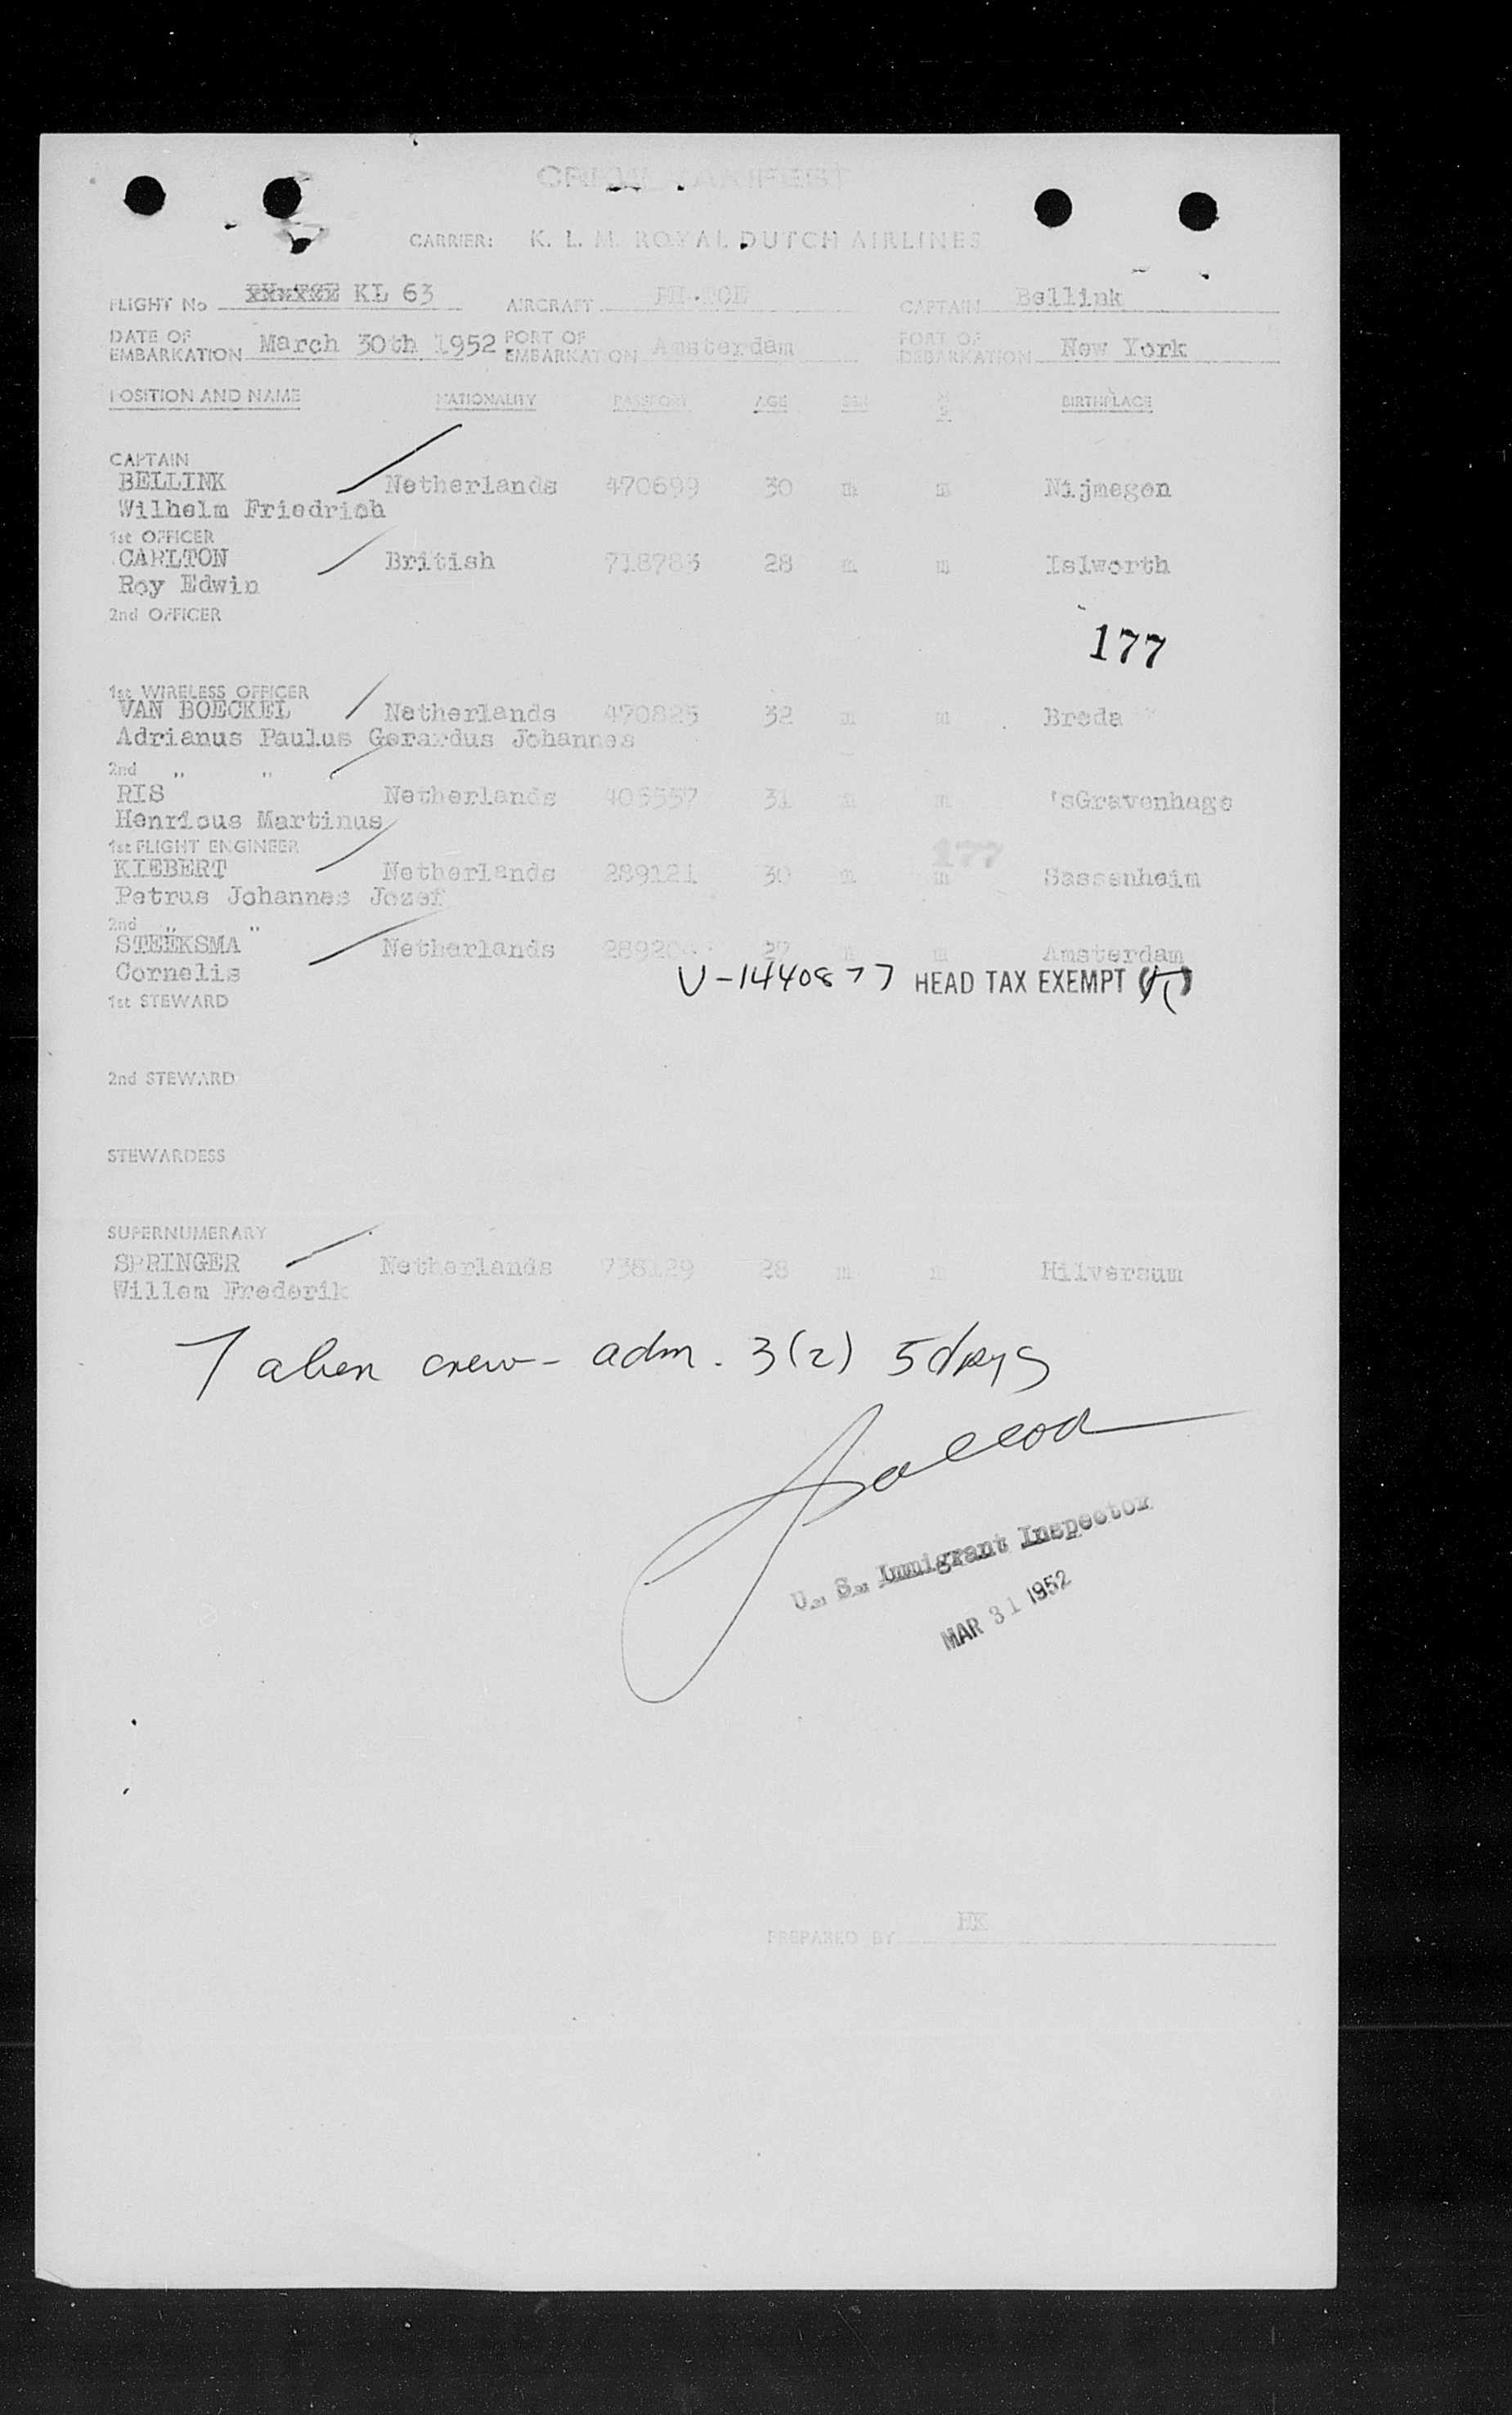 CREW MANIFEST
CARRIER: K. L. M. ROYAL DUTCH AIRLINES
FLIGHT No KL 63 AIRCRAFT CAPTAIN Bellink
DATE OF EMBARKATION March 30th 1952 PORT OF EMBARKATION Amsterdam PORT OF DEBARKATION New York
POSITION AND NAME NATIONALITY PASSPORT AGE SEX M S BIRTHPLACE
CAPTAIN
BELLINK Netherlands 470699 30 m m Nijmegen
Wilhelm Friedrich
1st OFFICER
CARLTON British 718783 28 m m Islworth
Roy Edwin
2nd OFFICER
177
1st WIRELESS OFFICER
VAN BOECKEL Netherlands 470825 32 m m Breda
Adrianus Paulus Gerardus Johannes
2nd " "
RIS Netherlands 31 m m 'sGravenhage
Henricus Martinus
1st FLIGHT ENGINEER 177
KIEBERT Netherlands 289121 30 m m Sassenheim
Petrus Johannes Jozef
2nd " "
STEEKSMA Netherlands m m Amsterdam
Cornelis
V-1440877 HEAD TAX EXEMPT
1st STEWARD
2nd STEWARD
STEWARDESS
SUPERNUMERARY
SPRINGER Netherlands 738129 28 m m Hilversum
Willem Frederik
7 alien crew - adm. 3(2) 5 days
U. S. Immigrant Inspector
MAR 31 1952
PREPARED BY HK